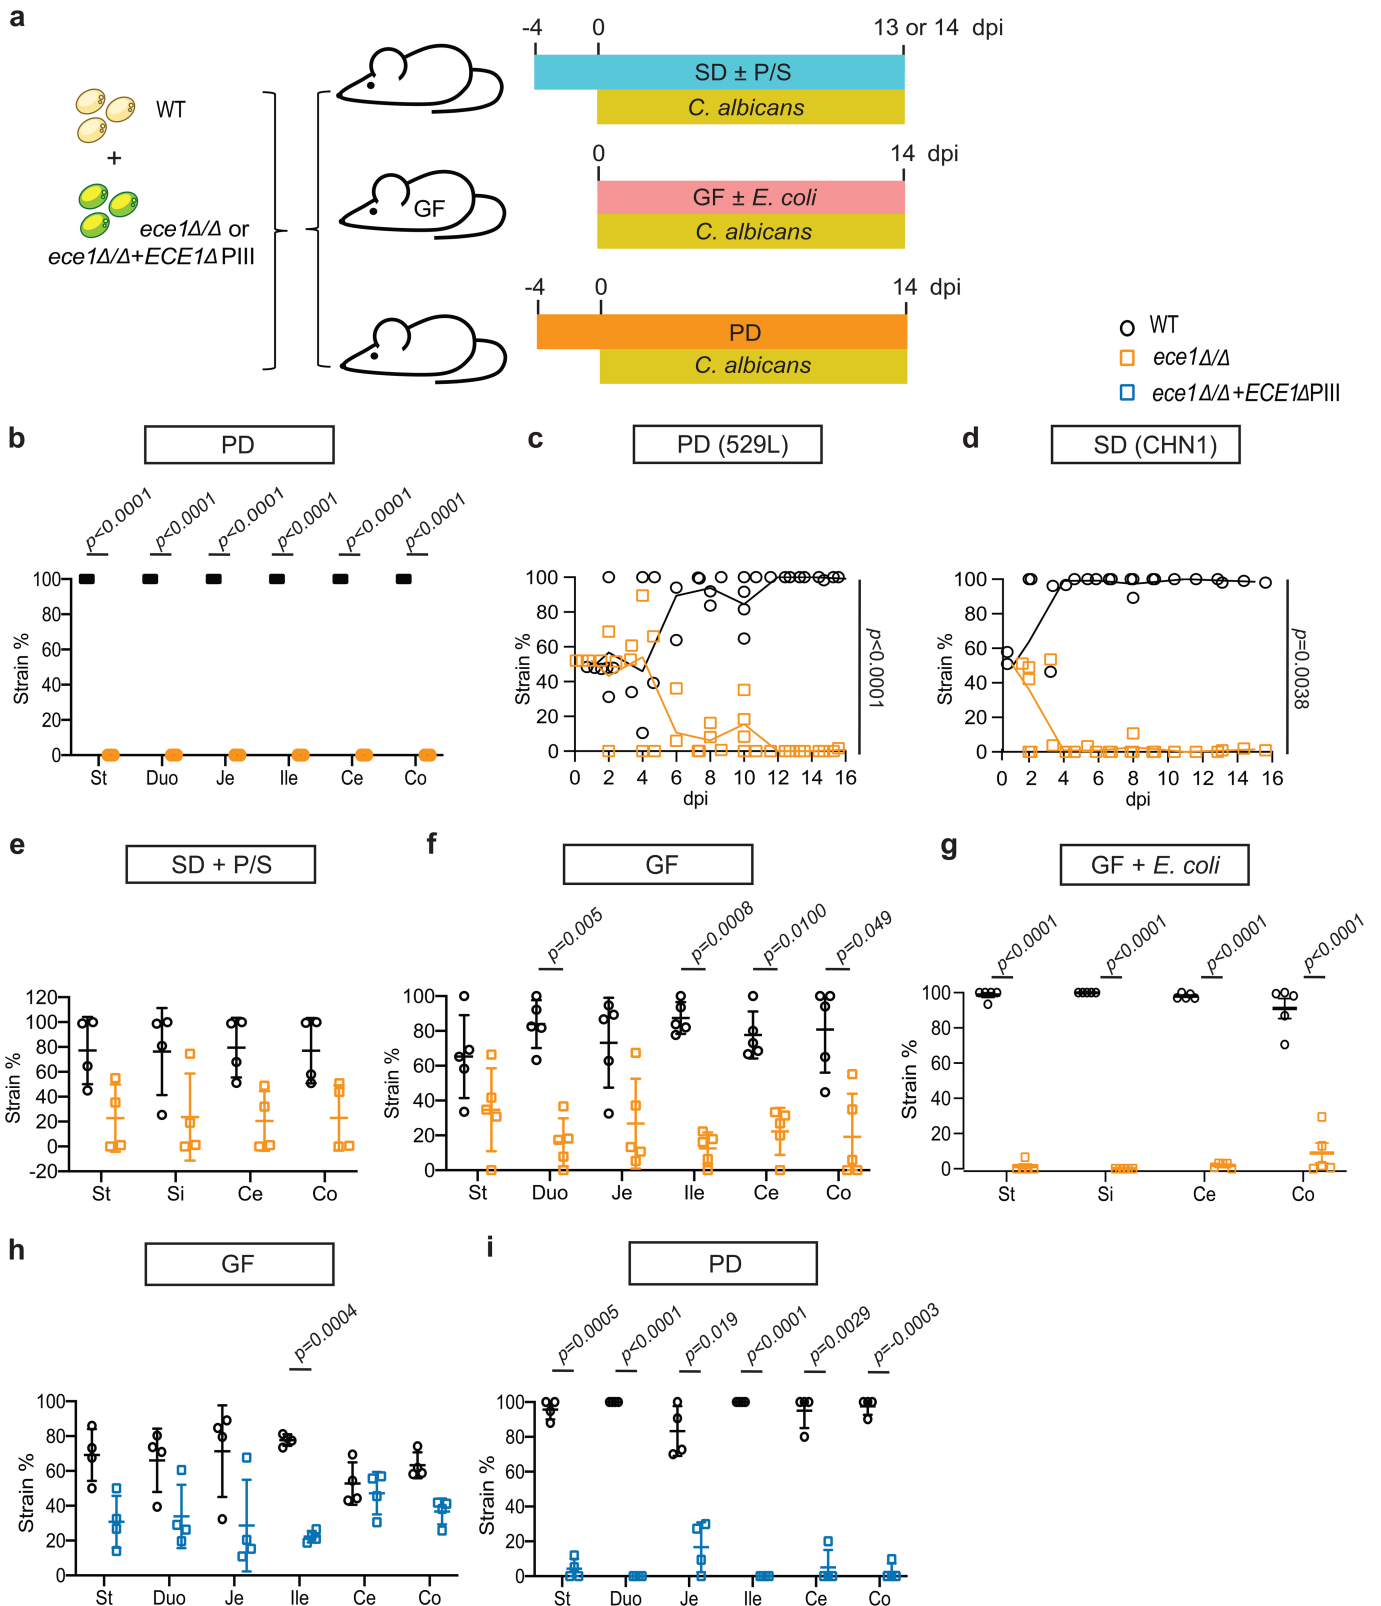 a
-4 0 13 or 14 dpi
SD ± P/S
C. albicans
WT
+
ece1Δ/Δ or
ece1Δ/Δ+ECE1Δ PIII
0 14 dpi
GF
GF ± E. coli
C. albicans
-4 0 14 dpi
PD
C. albicans
WT
ece1Δ/Δ
ece1Δ/Δ+ECE1ΔPIII
b
PD
p<0.0001 p<0.0001 p<0.0001 p<0.0001 p<0.0001 p<0.0001
Strain %
100
80
60
40
20
0
St Duo Je Ile Ce Co
c
PD (529L)
Strain %
100
80
60
40
20
0
0 2 4 6 8 10 12 14 16
dpi
p<0.0001
d
SD (CHN1)
Strain %
100
80
60
40
20
0
0 2 4 6 8 10 12 14 16
dpi
p=0.0038
e
SD + P/S
Strain %
120
100
80
60
40
20
0
-20
St Si Ce Co
f
GF
p=0.005 p=0.0008 p=0.0100 p=0.049
Strain %
100
80
60
40
20
0
St Duo Je Ile Ce Co
g
GF + E. coli
p<0.0001 p<0.0001 p<0.0001 p<0.0001
Strain %
100
80
60
40
20
0
St Si Ce Co
h
GF
p=0.0004
Strain %
100
80
60
40
20
0
St Duo Je Ile Ce Co
i
PD
p=0.0005 p<0.0001 p=0.019 p<0.0001 p=0.0029 p=-0.0003
Strain %
100
80
60
40
20
0
St Duo Je Ile Ce Co